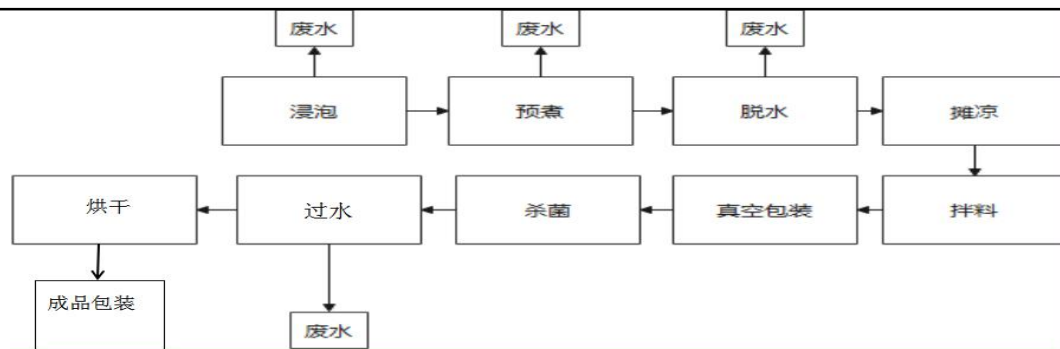 废水 废水 废水
浸泡 预煮 脱水 摊凉
烘干 过水 杀菌 真空包装 拌料
成品包装
废水